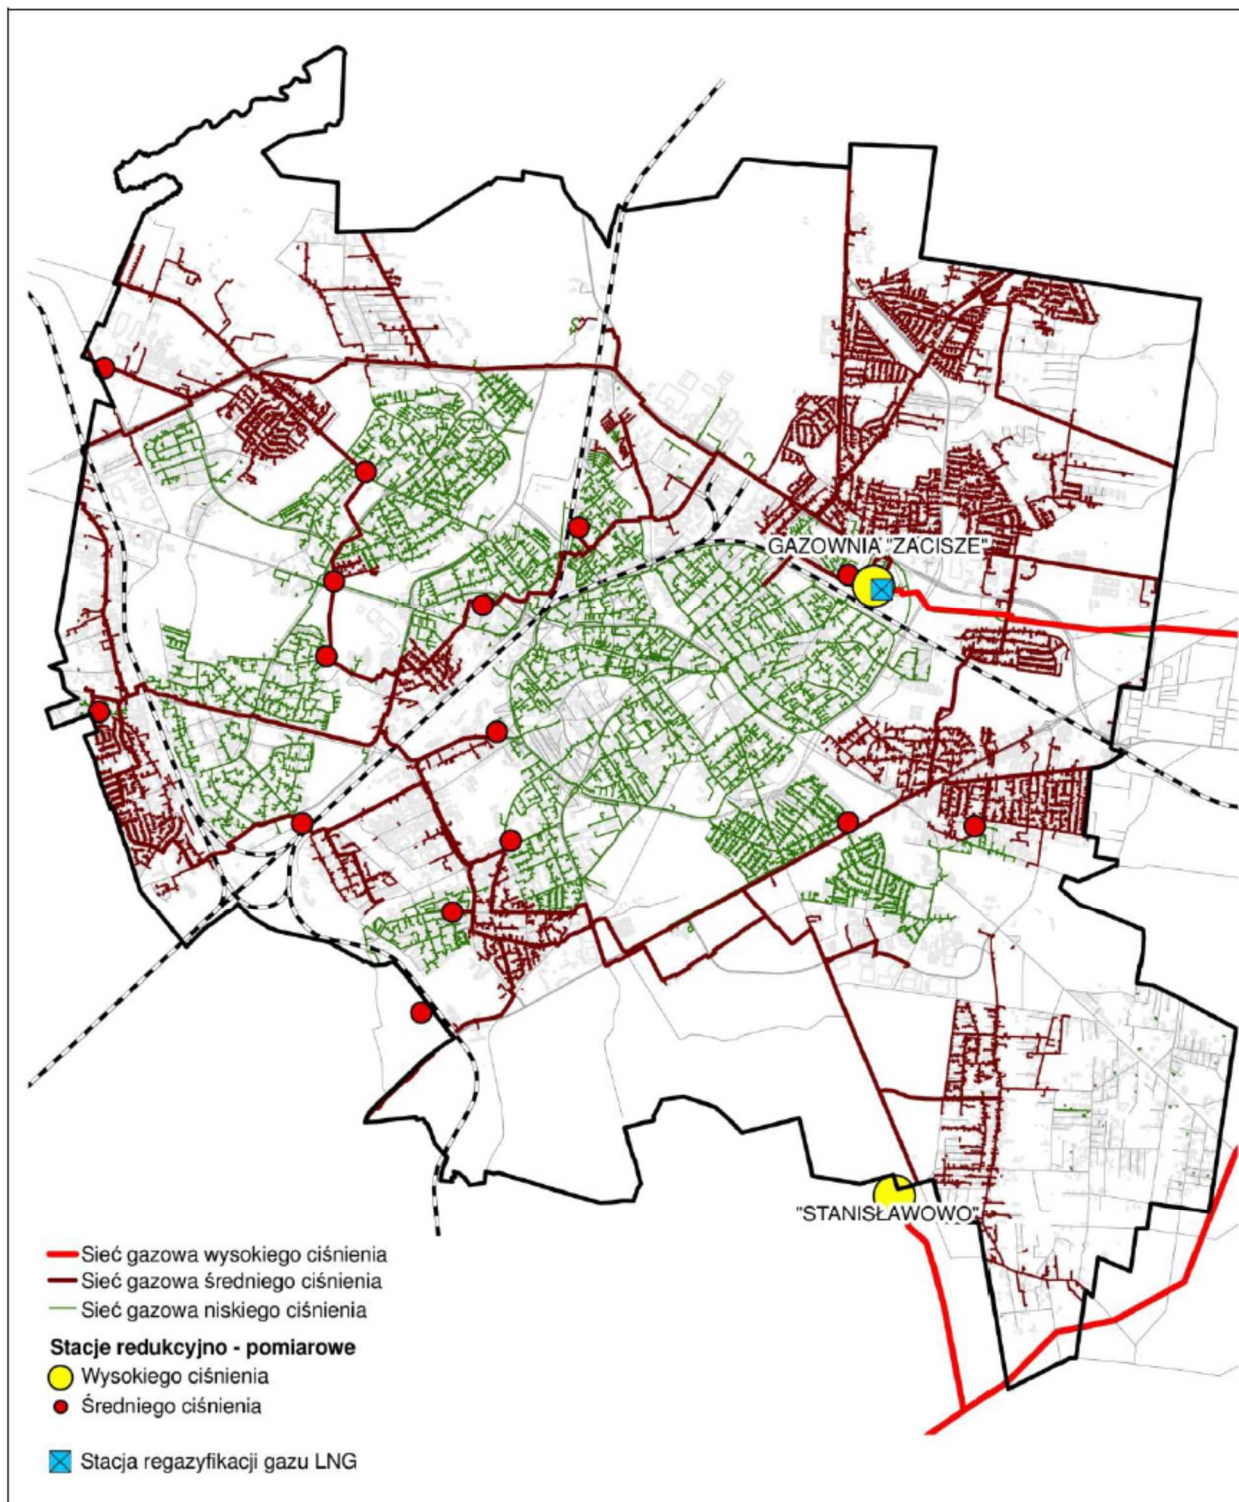 GAZOWNIA "ZACISZE"
"STANISŁAWOWO"
Sieć gazowa wysokiego ciśnienia
Sieć gazowa średniego ciśnienia
Sieć gazowa niskiego ciśnienia
Stacje redukcyjno - pomiarowe
Wysokiego ciśnienia
Średniego ciśnienia
Stacja regazyfikacji gazu LNG